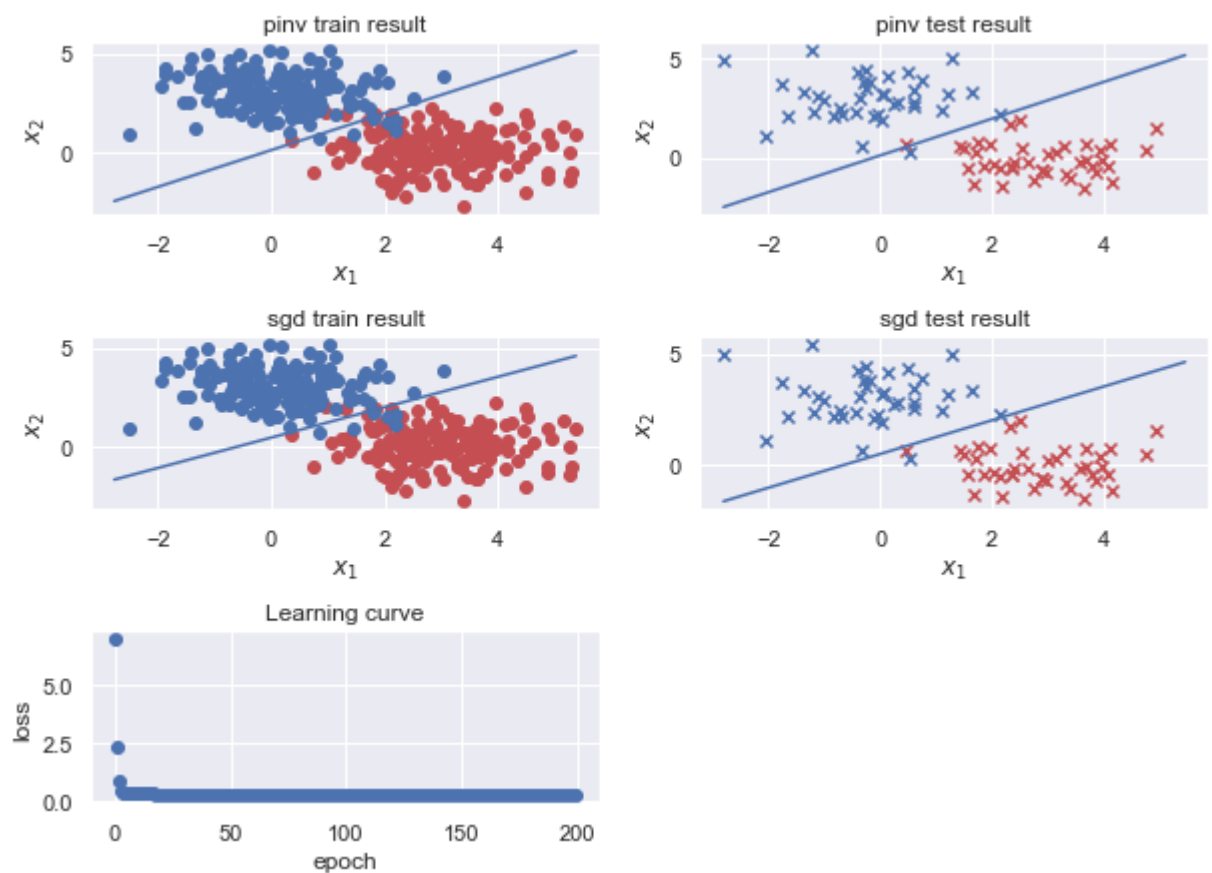 pinv train result
pinv test result
5
0
x₂
−2 0 2 4
x₁
5
0
x₂
−2 0 2 4
x₁
sgd train result
sgd test result
5
0
x₂
−2 0 2 4
x₁
5
0
x₂
−2 0 2 4
x₁
Learning curve
5.0
2.5
0.0
loss
0 50 100 150 200
epoch